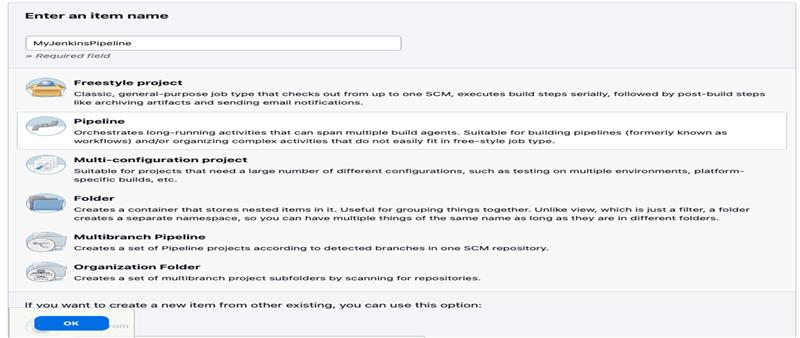 Enter an item name
MyJenkinsPipeline
» Required field
Freestyle project
Classic, general-purpose job type that checks out from up to one SCM, executes build steps serially, followed by post-build steps
like archiving artifacts and sending email notifications.
Pipeline
Orchestrates long-running activities that can span multiple build agents. Suitable for building pipelines (formerly known as
workflows) and/or organizing complex activities that do not easily fit in free-style job type.
Multi-configuration project
Suitable for projects that need a large number of different configurations, such as testing on multiple environments, platform-
specific builds, etc.
Folder
Creates a container that stores nested items in it. Useful for grouping things together. Unlike view, which is just a filter, a folder
creates a separate namespace, so you can have multiple things of the same name as long as they are in different folders.
Multibranch Pipeline
Creates a set of Pipeline projects according to detected branches in one SCM repository.
Organization Folder
Creates a set of multibranch project subfolders by scanning for repositories.
If you want to create a new item from other existing, you can use this option:
OK